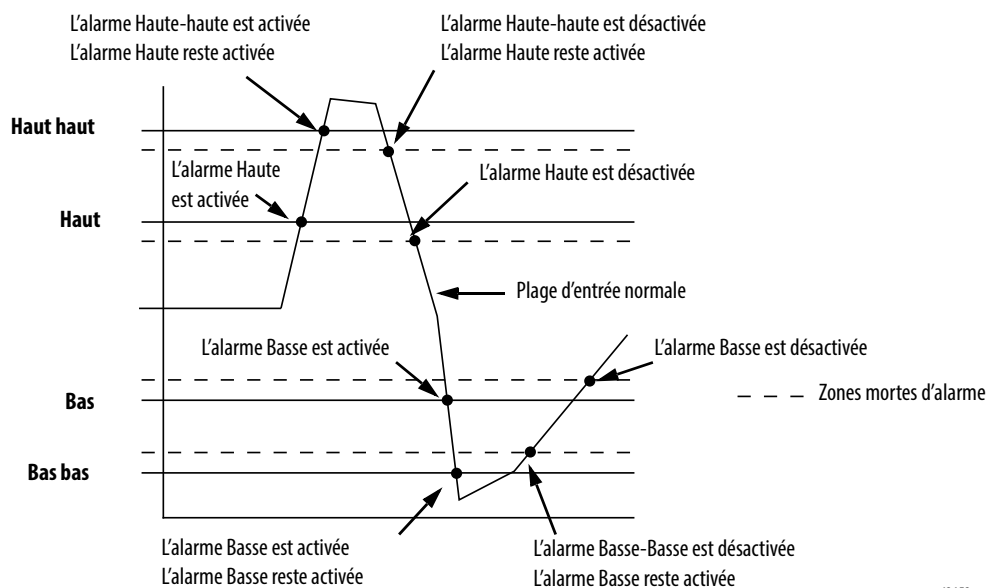 L'alarme Haute-haute est activée
L'alarme Haute reste activée
L'alarme Haute-haute est désactivée
L'alarme Haute reste activée
Haut haut
L'alarme Haute
est activée
L'alarme Haute est désactivée
Haut
Plage d'entrée normale
L'alarme Basse est activée
L'alarme Basse est désactivée
Bas
Zones mortes d'alarme
Bas bas
L'alarme Basse est activée
L'alarme Basse reste activée
L'alarme Basse-Basse est désactivée
L'alarme Basse reste activée